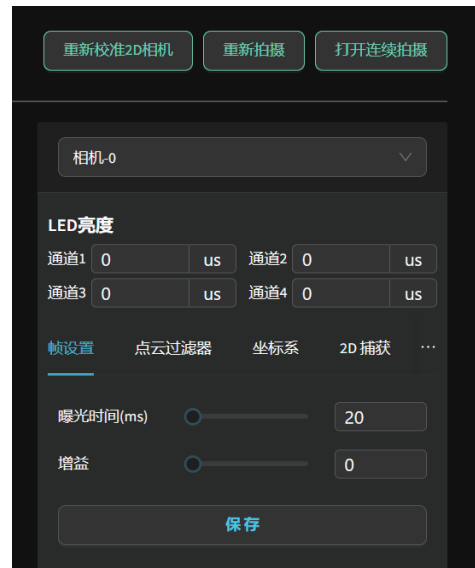 重新校准2D相机 重新拍摄 打开连续拍摄
相机-0
LED亮度
通道1 0 us 通道2 0 us
通道3 0 us 通道4 0 us
帧设置 点云过滤器 坐标系 2D 捕获 ···
曝光时间(ms) 20
增益 0
保存